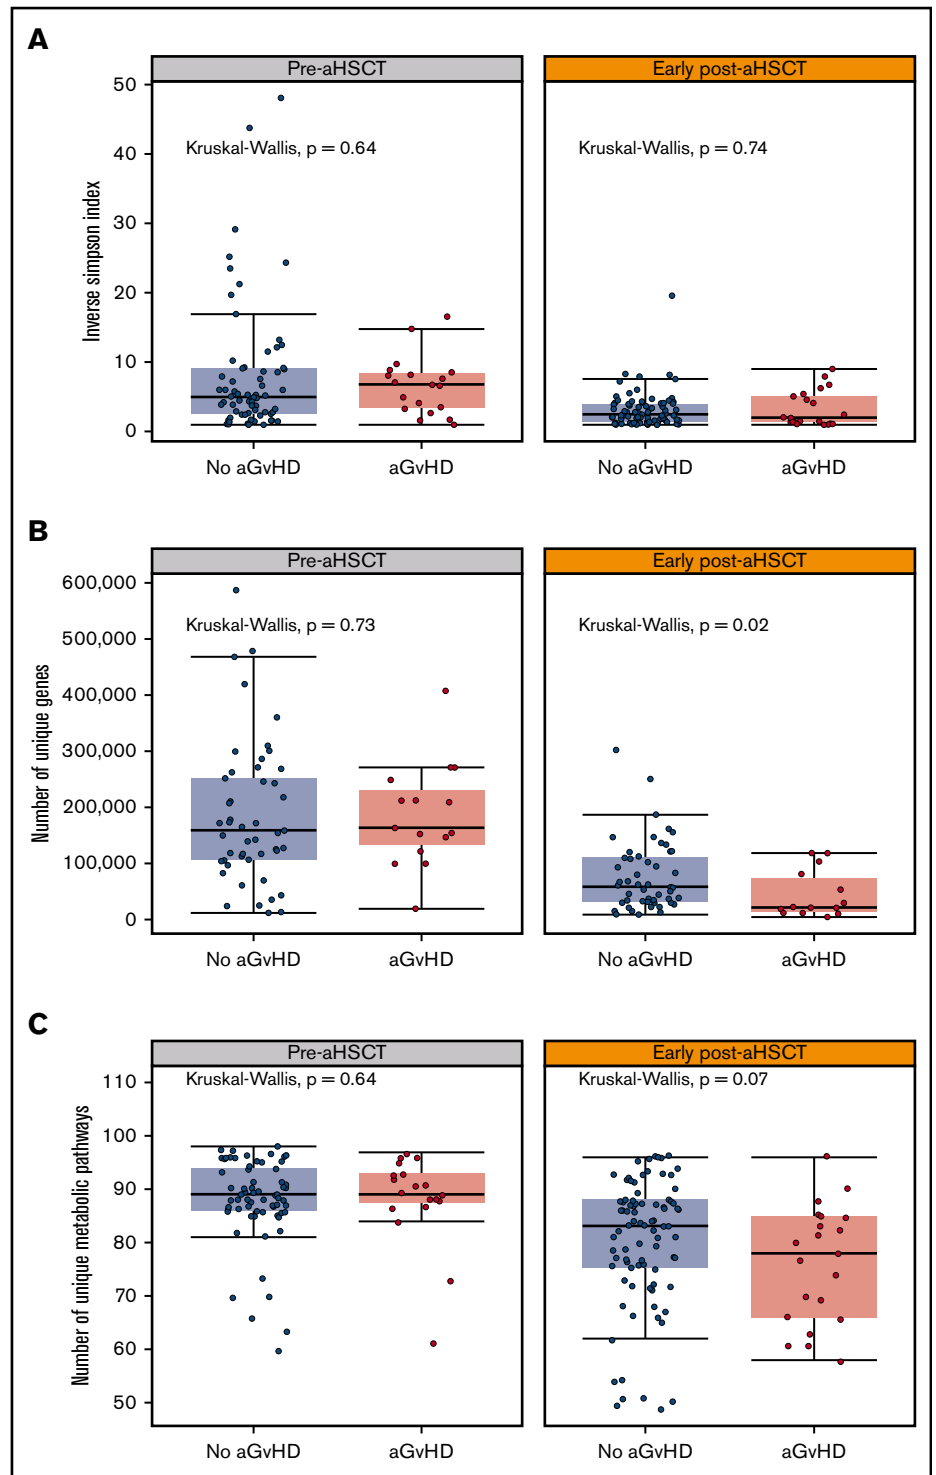 A
Pre-aHSCT
Early post-aHSCT
Inverse simpson index
50
40
30
20
10
0
Kruskal-Wallis, p = 0.64
Kruskal-Wallis, p = 0.74
No aGvHD
aGvHD
No aGvHD
aGvHD
B
Pre-aHSCT
Early post-aHSCT
Number of unique genes
600,000
500,000
400,000
300,000
200,000
100,000
0
Kruskal-Wallis, p = 0.73
Kruskal-Wallis, p = 0.02
No aGvHD
aGvHD
No aGvHD
aGvHD
C
Pre-aHSCT
Early post-aHSCT
Number of unique metabolic pathways
110
100
90
80
70
60
50
Kruskal-Wallis, p = 0.64
Kruskal-Wallis, p = 0.07
No aGvHD
aGvHD
No aGvHD
aGvHD